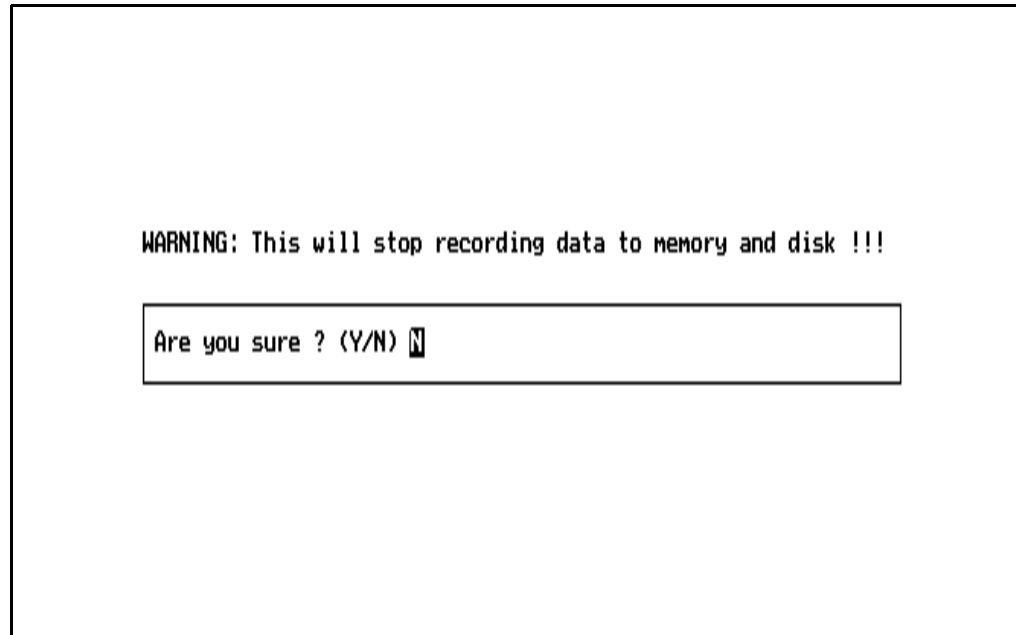 WARNING: This will stop recording data to memory and disk !!!
Are you sure ? (Y/N) N